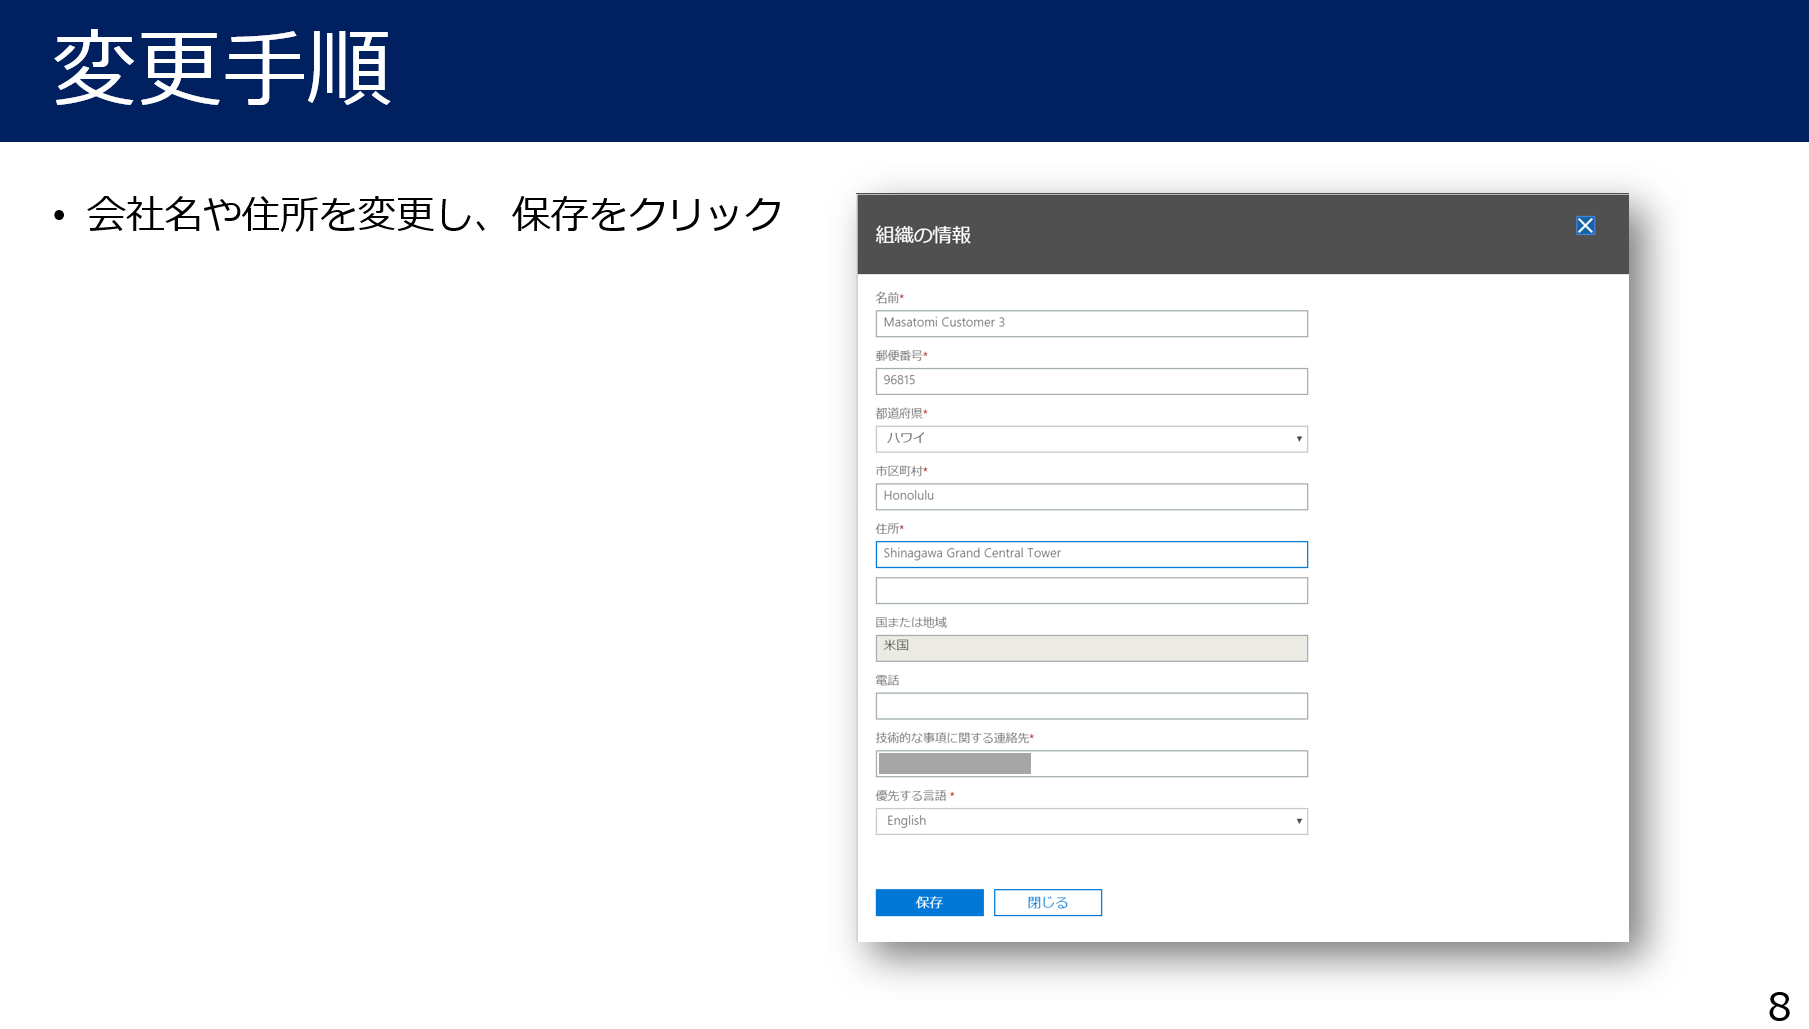 変更手順
• 会社名や住所を変更し、保存をクリック
組織の情報
名前*
Masatomi Customer 3
郵便番号*
96815
都道府県*
ハワイ
市区町村*
Honolulu
住所*
Shinagawa Grand Central Tower
国または地域
米国
電話
技術的な事項に関する連絡先*
優先する言語 *
English
保存 閉じる
8